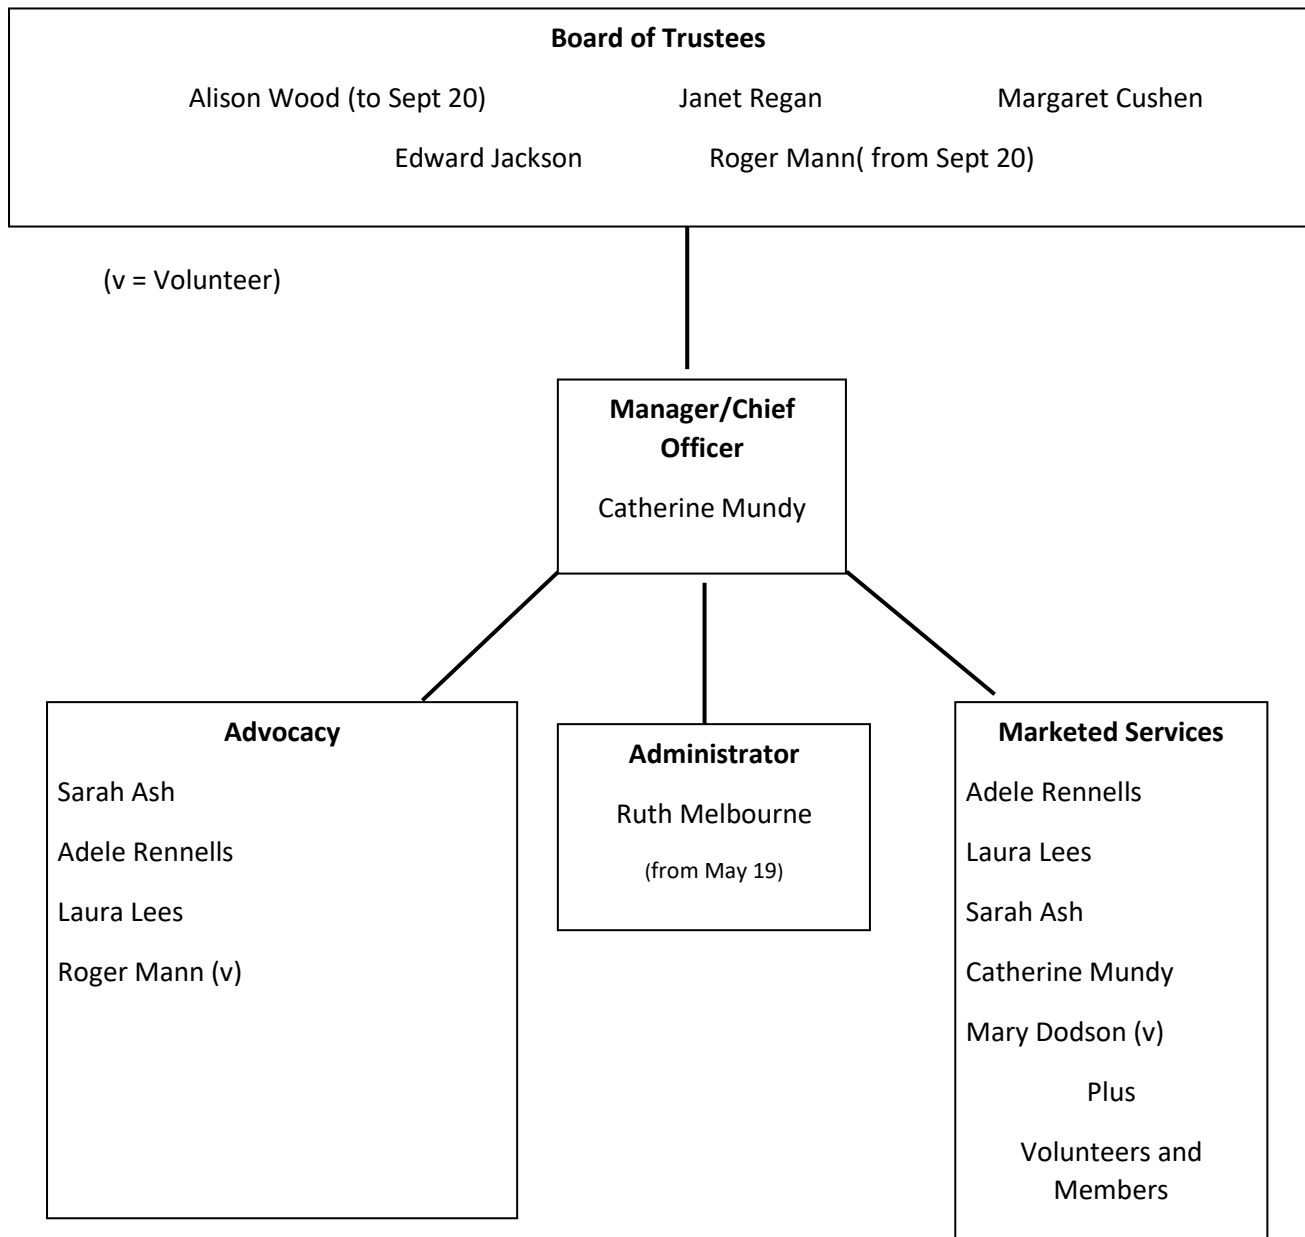 Board of Trustees
Alison Wood (to Sept 20) Janet Regan Margaret Cushen
Edward Jackson Roger Mann( from Sept 20)
(v = Volunteer)
Manager/Chief
Officer
Catherine Mundy
Advocacy
Sarah Ash
Adele Rennells
Laura Lees
Roger Mann (v)
Administrator
Ruth Melbourne
(from May 19)
Marketed Services
Adele Rennells
Laura Lees
Sarah Ash
Catherine Mundy
Mary Dodson (v)
Plus
Volunteers and
Members